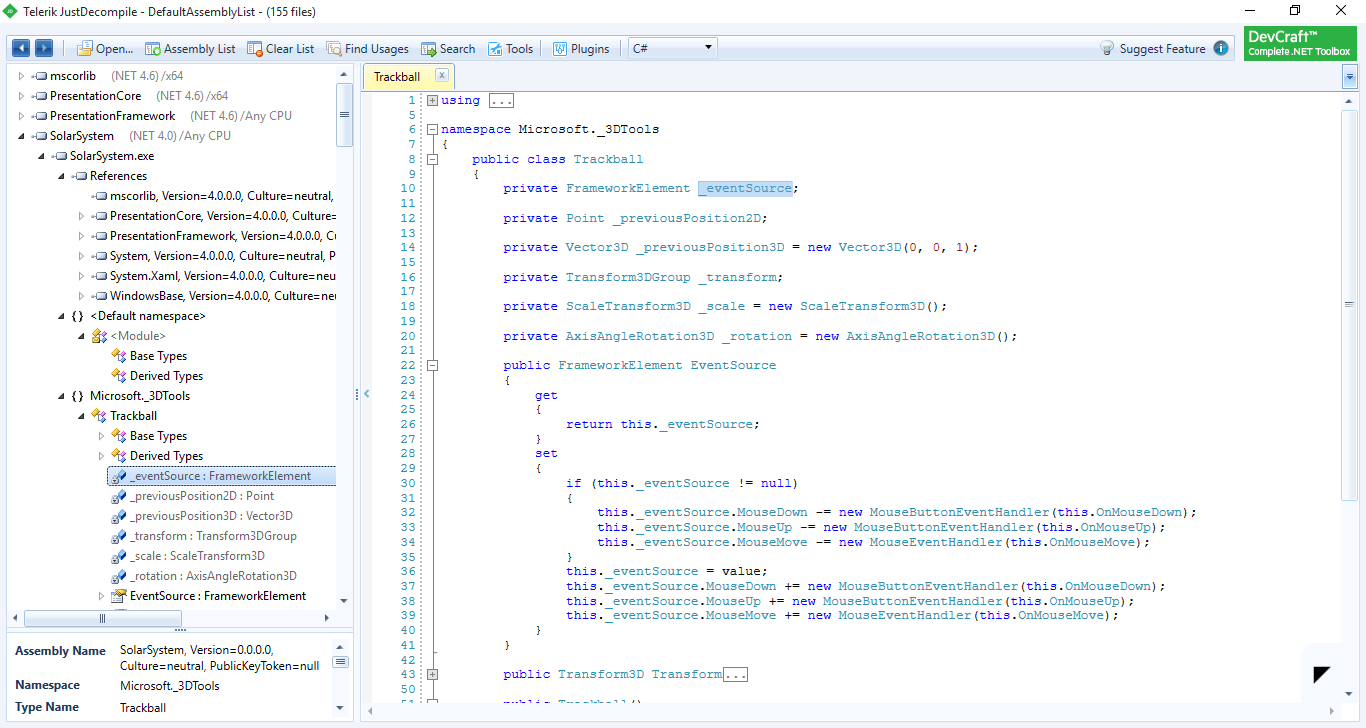 Telerik JustDecompile - DefaultAssemblyList - (155 files)
Open... Assembly List Clear List Find Usages Search Tools Plugins C# Suggest Feature
DevCraft™
Complete .NET Toolbox
mscorlib (NET 4.6) /x64
PresentationCore (NET 4.6) /x64
PresentationFramework (NET 4.6) /Any CPU
SolarSystem (NET 4.0) /Any CPU
SolarSystem.exe
References
mscorlib, Version=4.0.0.0, Culture=neutral,
PresentationCore, Version=4.0.0.0, Culture=
PresentationFramework, Version=4.0.0.0, Cu
System, Version=4.0.0.0, Culture=neutral, P
System.Xaml, Version=4.0.0.0, Culture=neu
WindowsBase, Version=4.0.0.0, Culture=neu
{} <Default namespace>
<Module>
Base Types
Derived Types
{} Microsoft._3DTools
Trackball
Base Types
Derived Types
_eventSource : FrameworkElement
_previousPosition2D : Point
_previousPosition3D : Vector3D
_transform : Transform3DGroup
_scale : ScaleTransform3D
_rotation : AxisAngleRotation3D
EventSource : FrameworkElement
Assembly Name SolarSystem, Version=0.0.0.0,
Culture=neutral, PublicKeyToken=null
Namespace Microsoft._3DTools
Type Name Trackball
Trackball x
1 using ...
5
6 namespace Microsoft._3DTools
7 {
8 public class Trackball
9 {
10 private FrameworkElement _eventSource;
11
12 private Point _previousPosition2D;
13
14 private Vector3D _previousPosition3D = new Vector3D(0, 0, 1);
15
16 private Transform3DGroup _transform;
17
18 private ScaleTransform3D _scale = new ScaleTransform3D();
19
20 private AxisAngleRotation3D _rotation = new AxisAngleRotation3D();
21
22 public FrameworkElement EventSource
23 {
24 get
25 {
26 return this._eventSource;
27 }
28 set
29 {
30 if (this._eventSource != null)
31 {
32 this._eventSource.MouseDown -= new MouseButtonEventHandler(this.OnMouseDown);
33 this._eventSource.MouseUp -= new MouseButtonEventHandler(this.OnMouseUp);
34 this._eventSource.MouseMove -= new MouseEventHandler(this.OnMouseMove);
35 }
36 this._eventSource = value;
37 this._eventSource.MouseDown += new MouseButtonEventHandler(this.OnMouseDown);
38 this._eventSource.MouseUp += new MouseButtonEventHandler(this.OnMouseUp);
39 this._eventSource.MouseMove += new MouseEventHandler(this.OnMouseMove);
40 }
41 }
42
43 public Transform3D Transform...
50
51 public Trackball()